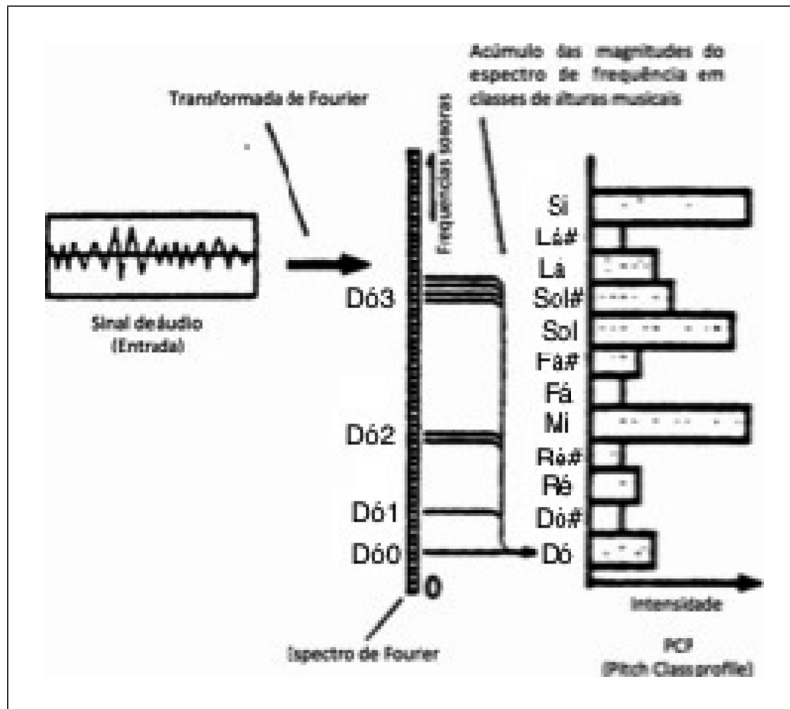 Acúmulo das magnitudes do
espectro de frequência em
classes de alturas musicais
Transformada de Fourier
Frequências sonoras
Sinal de áudio
(Entrada)
Dó3
Dó2
Dó1
Dó0
0
Espectro de Fourier
Si
Lá#
Lá
Sol#
Sol
Fá#
Fá
Mi
Ré#
Ré
Dó#
Dó
Intensidade
PCP
(Pitch Class profile)